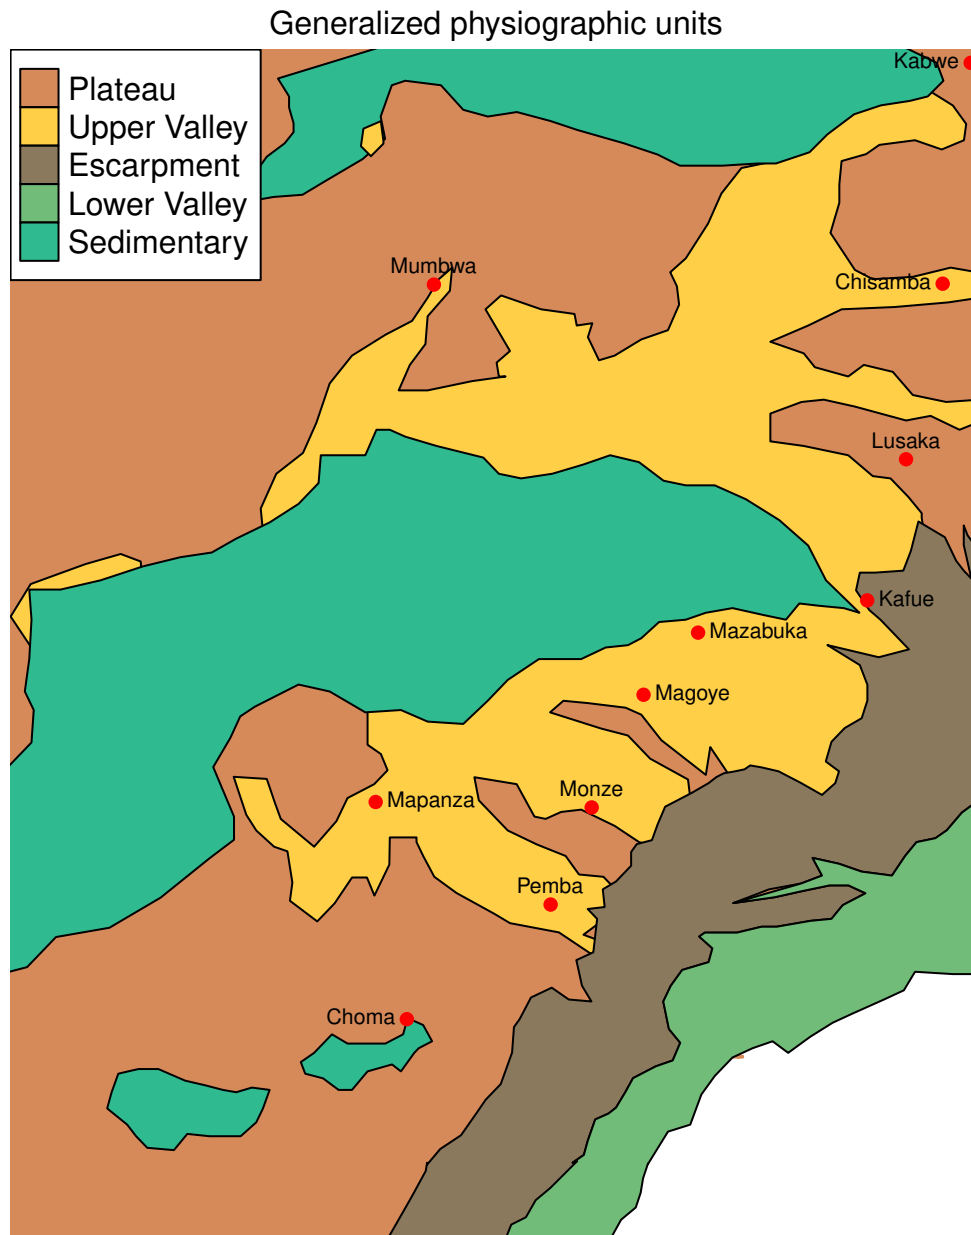 Generalized physiographic units
Kabwe
Plateau
Upper Valley
Escarpment
Lower Valley
Sedimentary
Mumbwa
Chisamba
Lusaka
Kafue
Mazabuka
Magoye
Monze
Mapanza
Pemba
Choma